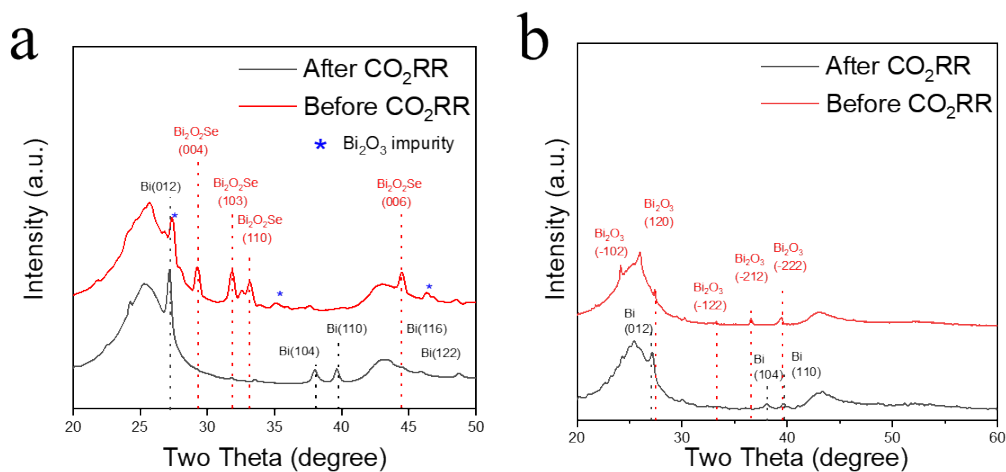 a
After CO₂RR
Before CO₂RR
* Bi₂O₃ impurity
Bi₂O₂Se
(004)
Bi(012)
Bi₂O₂Se
(103)
Bi₂O₂Se
(110)
Bi₂O₂Se
(006)
*
*
*
Bi(104)
Bi(110)
Bi(116)
Bi(122)
Intensity (a.u.)
20 25 30 35 40 45 50
Two Theta (degree)
b
After CO₂RR
Before CO₂RR
Bi₂O₃
(-102)
Bi₂O₃
(120)
Bi₂O₃
(-122)
Bi₂O₃
(-212)
Bi₂O₃
(-222)
Bi
(012)
Bi
(104)
Bi
(110)
Intensity (a.u.)
20 30 40 50 60
Two Theta (degree)